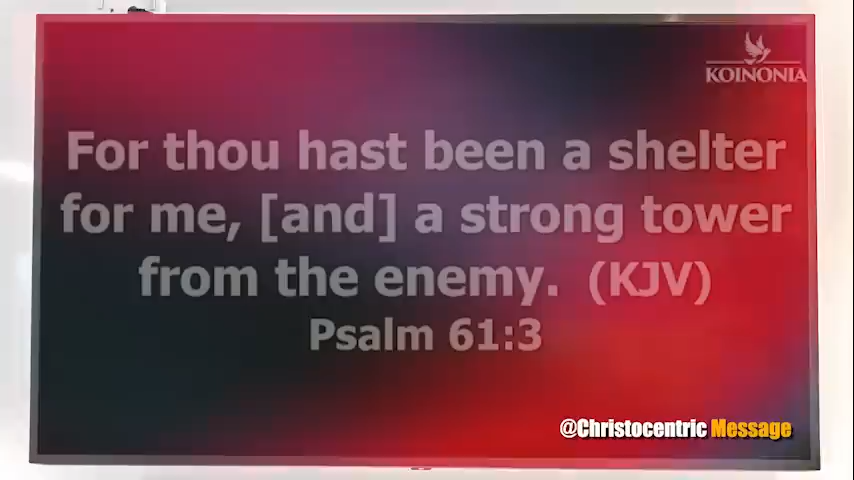 KOINONIA
For thou hast been a shelter
for me, [and] a strong tower
from the enemy. (KJV)
Psalm 61:3
@Christocentric Message